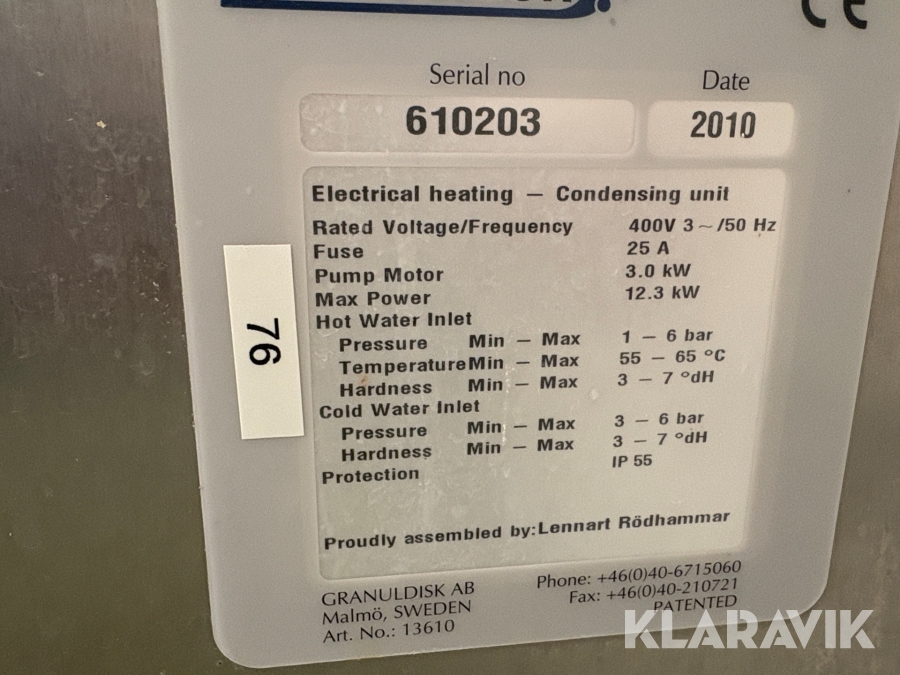 CE
Serial no Date
610203 2010
Electrical heating – Condensing unit
Rated Voltage/Frequency 400V 3~/50 Hz
Fuse 25 A
Pump Motor 3.0 kW
Max Power 12.3 kW
Hot Water Inlet
Pressure Min – Max 1 – 6 bar
Temperature Min – Max 55 – 65 °C
Hardness Min – Max 3 – 7 °dH
Cold Water Inlet
Pressure Min – Max 3 – 6 bar
Hardness Min – Max 3 – 7 °dH
Protection IP 55
Proudly assembled by: Lennart Rödhammar
GRANULDISK AB Phone: +46(0)40-6715060
Malmö, SWEDEN Fax: +46(0)40-210721
Art. No.: 13610 PATENTED
76
KLARAVIK